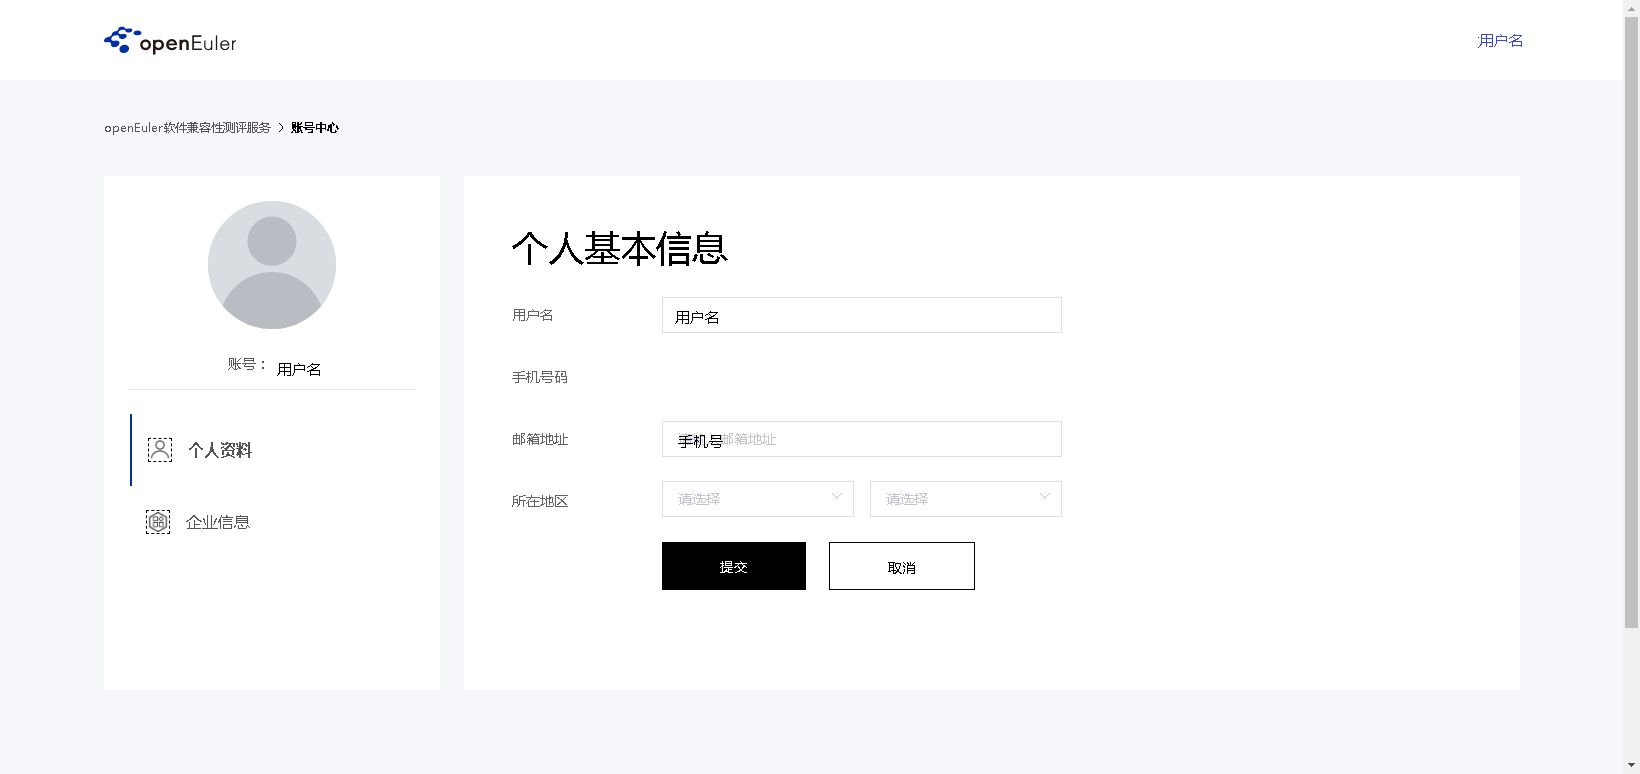 openEuler
用户名
openEuler软件兼容性测评服务 > 账号中心
账号： 用户名
个人资料
企业信息
个人基本信息
用户名 用户名
手机号码
邮箱地址 手机号 邮箱地址
所在地区 请选择 请选择
提交 取消